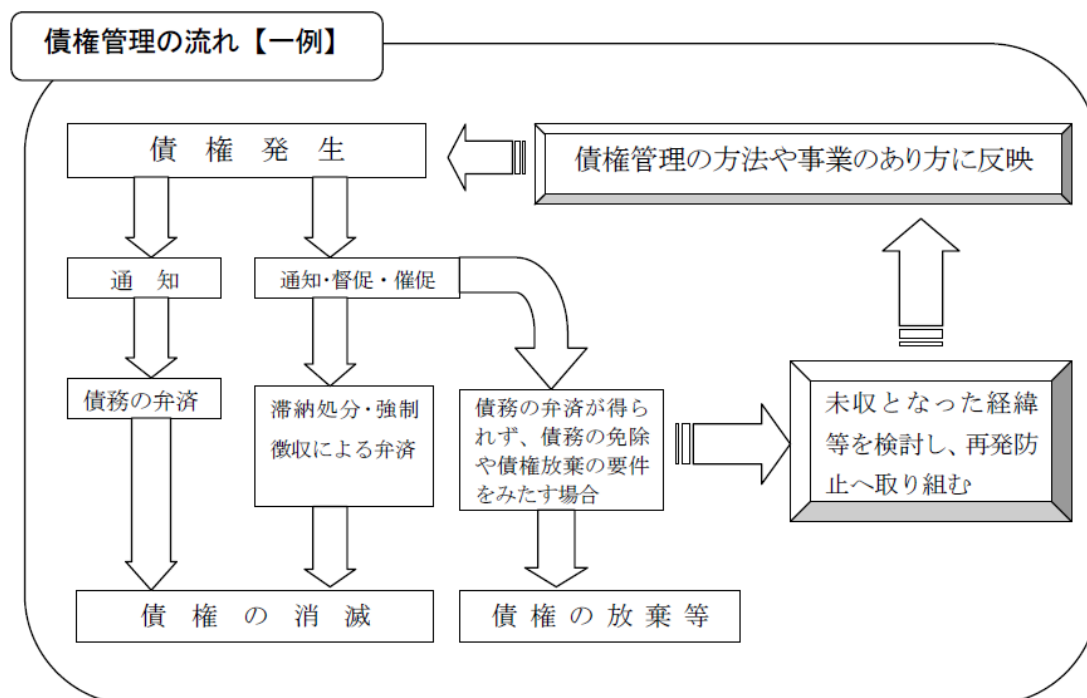 債権管理の流れ【一例】
債権発生
債権管理の方法や事業のあり方に反映
通知
通知・督促・催促
債務の弁済
滞納処分・強制
徴収による弁済
債務の弁済が得ら
れず、債務の免除
や債権放棄の要件
をみたす場合
未収となった経緯
等を検討し、再発防
止へ取り組む
債権の消滅
債権の放棄等